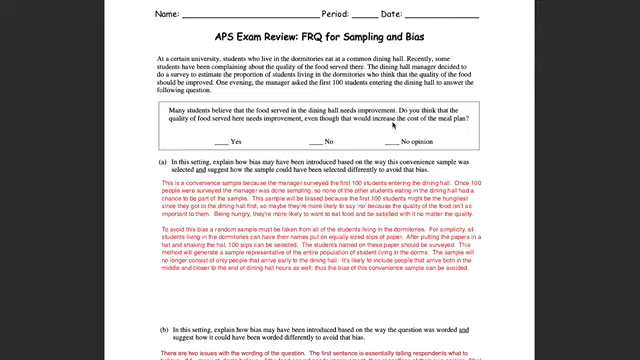 Name: ______________________ Period: _____ Date: ______________
APS Exam Review: FRQ for Sampling and Bias
At a certain university, students who live in the dormitories eat at a common dining hall. Recently, some
students have been complaining about the quality of the food served there. The dining hall manager decided to
do a survey to estimate the proportion of students living in the dormitories who think that the quality of the food
should be improved. One evening, the manager asked the first 100 students entering the dining hall to answer the
following question.
Many students believe that the food served in the dining hall needs improvement. Do you think that the
quality of food served here needs improvement, even though that would increase the cost of the meal plan?
____ Yes ____ No ____ No opinion
(a) In this setting, explain how bias may have been introduced based on the way this convenience sample was
selected and suggest how the sample could have been selected differently to avoid that bias.
This is a convenience sample because the manager surveyed the first 100 students entering the dining hall. Once 100
people were surveyed the manager was done sampling, so none of the other students eating in the dining hall had a
chance to be part of the sample. This sample will be biased because the first 100 students might be the hungriest
since they got to the dining hall first, so maybe they're more likely to say 'no' because the quality of the food isn't as
important to them. Being hungry, they're more likely to want to eat food and be satisfied with it no matter the quality.
To avoid this bias a random sample must be taken from all of the students living in the dormitories. For simplicity, all
students living in the dormitories can have their names put on equally sized slips of paper. After putting the papers in a
hat and shaking the hat, 100 slips can be selected. The students named on these paper should be surveyed. This
method will generate a sample representative of the entire population of student living in the dorms. The sample will
no longer consist of only people that arrive early to the dining hall. It's likely to include people that arrive both in the
middle and closer to the end of dining hall hours as well; thus the bias of this convenience sample can be avoided
(b) In this setting, explain how bias may have been introduced based on the way the question was worded and
suggest how it could have been worded differently to avoid that bias.
There are two issues with the wording of the question. The first sentence is essentially telling respondents what to